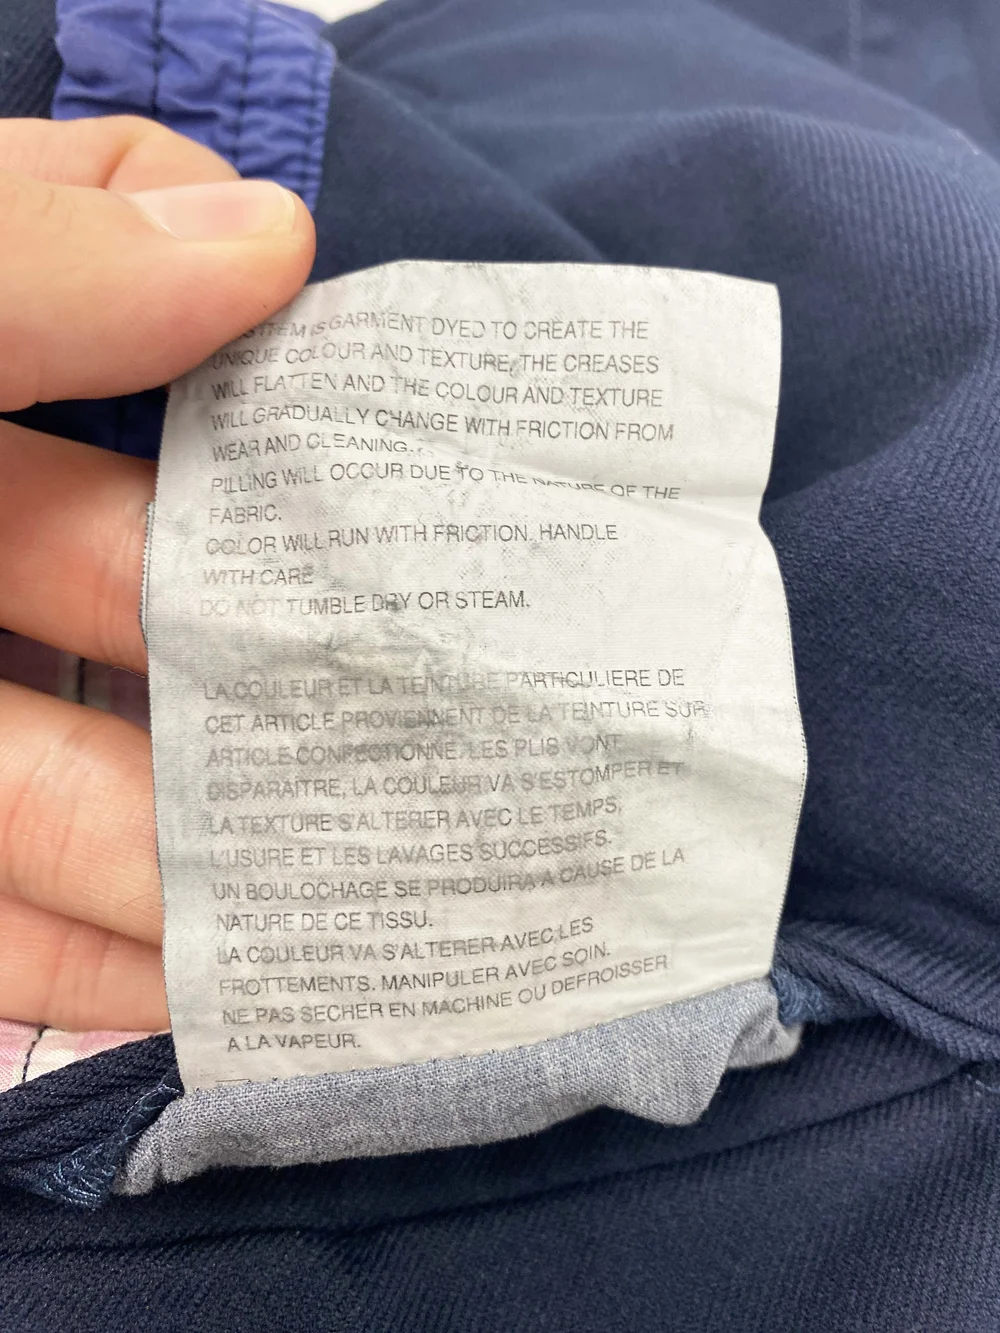 ITEM IS GARMENT DYED TO CREATE THE
UNIQUE COLOUR AND TEXTURE, THE CREASES
WILL FLATTEN AND THE COLOUR AND TEXTURE
WILL GRADUALLY CHANGE WITH FRICTION FROM
WEAR AND CLEANING.
PILLING WILL OCCUR DUE TO THE NATURE OF THE
FABRIC.
COLOR WILL RUN WITH FRICTION. HANDLE
WITH CARE
DO NOT TUMBLE DRY OR STEAM.
LA COULEUR ET LA TEINTURE PARTICULIERE DE
CET ARTICLE PROVIENNENT DE LA TEINTURE SUR
ARTICLE CONFECTIONNE. LES PLIS VONT
DISPARAÎTRE, LA COULEUR VA S'ESTOMPER ET
LA TEXTURE S'ALTERER AVEC LE TEMPS,
L'USURE ET LES LAVAGES SUCCESSIFS.
UN BOULOCHAGE SE PRODUIRA A CAUSE DE LA
NATURE DE CE TISSU.
LA COULEUR VA S'ALTERER AVEC LES
FROTTEMENTS. MANIPULER AVEC SOIN.
NE PAS SECHER EN MACHINE OU DEFROISSER
A LA VAPEUR.